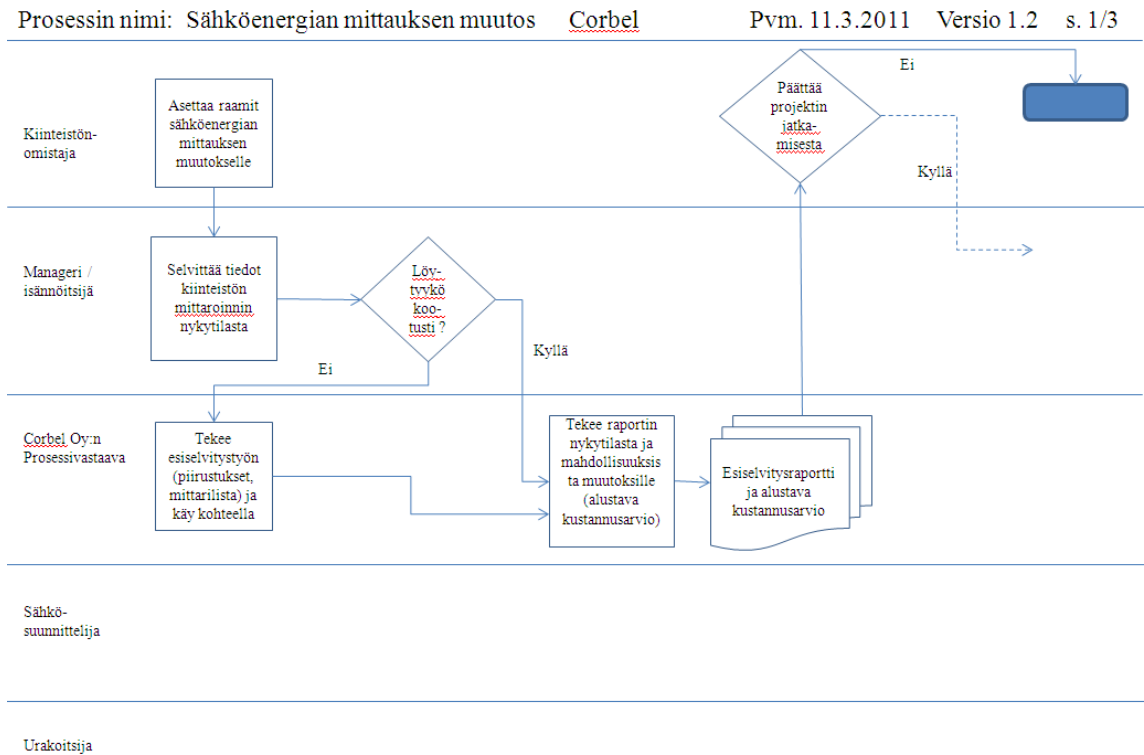 Prosessin nimi: Sähköenergian mittauksen muutos Corbel Pvm. 11.3.2011 Versio 1.2 s. 1/3
Kiinteistön-
omistaja
Asettaa raamit
sähköenergian
mittauksen
muutokselle
Päättää
projektin
jatka-
misesta
Ei
Kyllä
Manageri /
isännöitsijä
Selvittää tiedot
kiinteistön
mittaroinnin
nykytilasta
Löy-
tyykö
koo-
tusti ?
Ei
Kyllä
Corbel Oy:n
Prosessivastaava
Tekee
esiselvitystyön
(piirustukset,
mittarilista) ja
käy kohteella
Tekee raportin
nykytilasta ja
mahdollisuuksis
ta muutoksille
(alustava
kustannusarvio)
Esiselvitysraportti
ja alustava
kustannusarvio
Sähkö-
suunnittelija
Urakoitsija